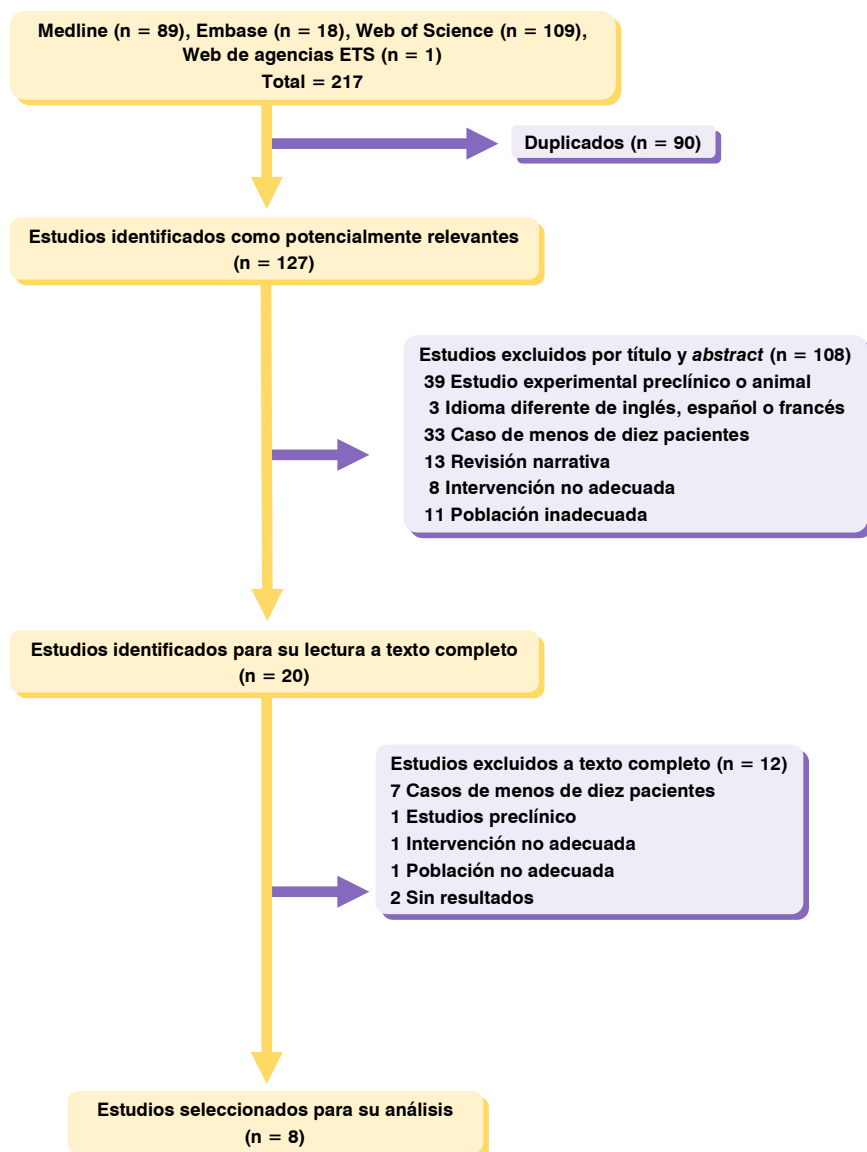 Medline (n = 89), Embase (n = 18), Web of Science (n = 109),
Web de agencias ETS (n = 1)
Total = 217
Duplicados (n = 90)
Estudios identificados como potencialmente relevantes
(n = 127)
Estudios excluidos por título y abstract (n = 108)
39 Estudio experimental preclínico o animal
3 Idioma diferente de inglés, español o francés
33 Caso de menos de diez pacientes
13 Revisión narrativa
8 Intervención no adecuada
11 Población inadecuada
Estudios identificados para su lectura a texto completo
(n = 20)
Estudios excluidos a texto completo (n = 12)
7 Casos de menos de diez pacientes
1 Estudios preclínico
1 Intervención no adecuada
1 Población no adecuada
2 Sin resultados
Estudios seleccionados para su análisis
(n = 8)